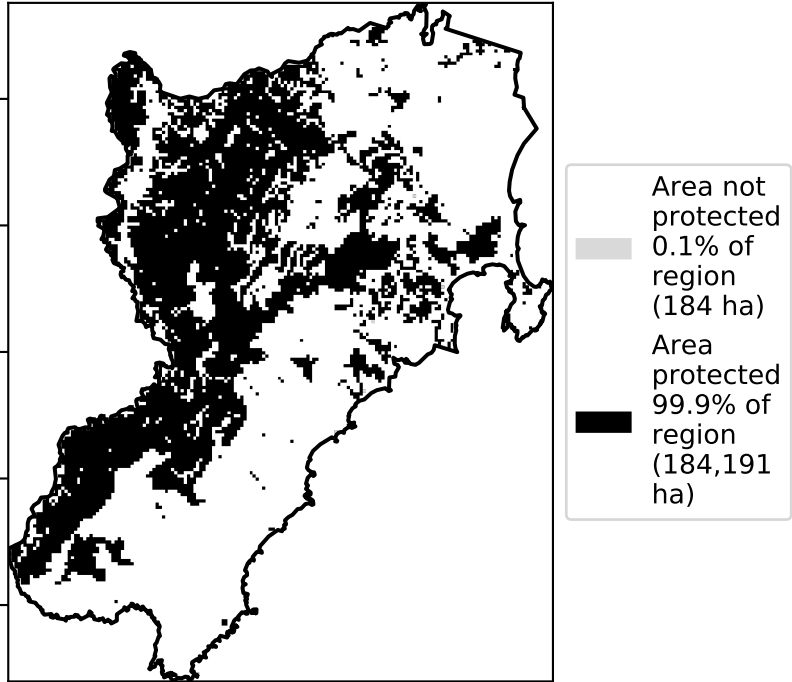 Area not
protected
0.1% of
region
(184 ha)
Area
protected
99.9% of
region
(184,191
ha)